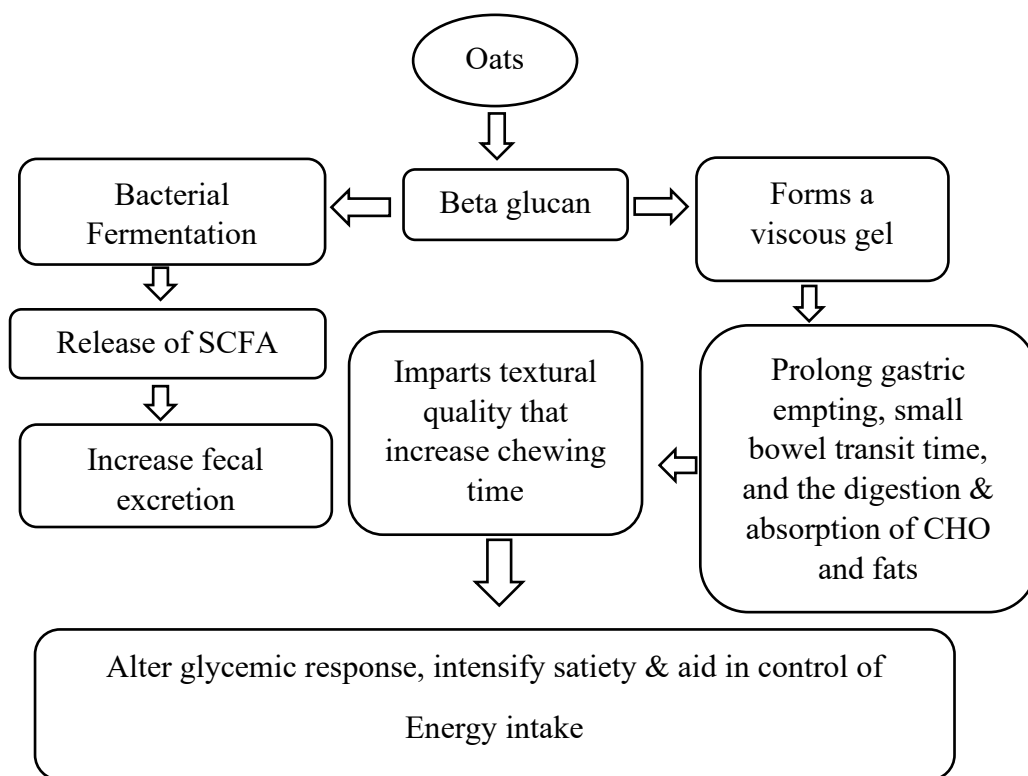 Oats
Beta glucan
Bacterial
Fermentation
Release of SCFA
Increase fecal
excretion
Forms a
viscous gel
Prolong gastric
empting, small
bowel transit time,
and the digestion &
absorption of CHO
and fats
Imparts textural
quality that
increase chewing
time
Alter glycemic response, intensify satiety & aid in control of
Energy intake